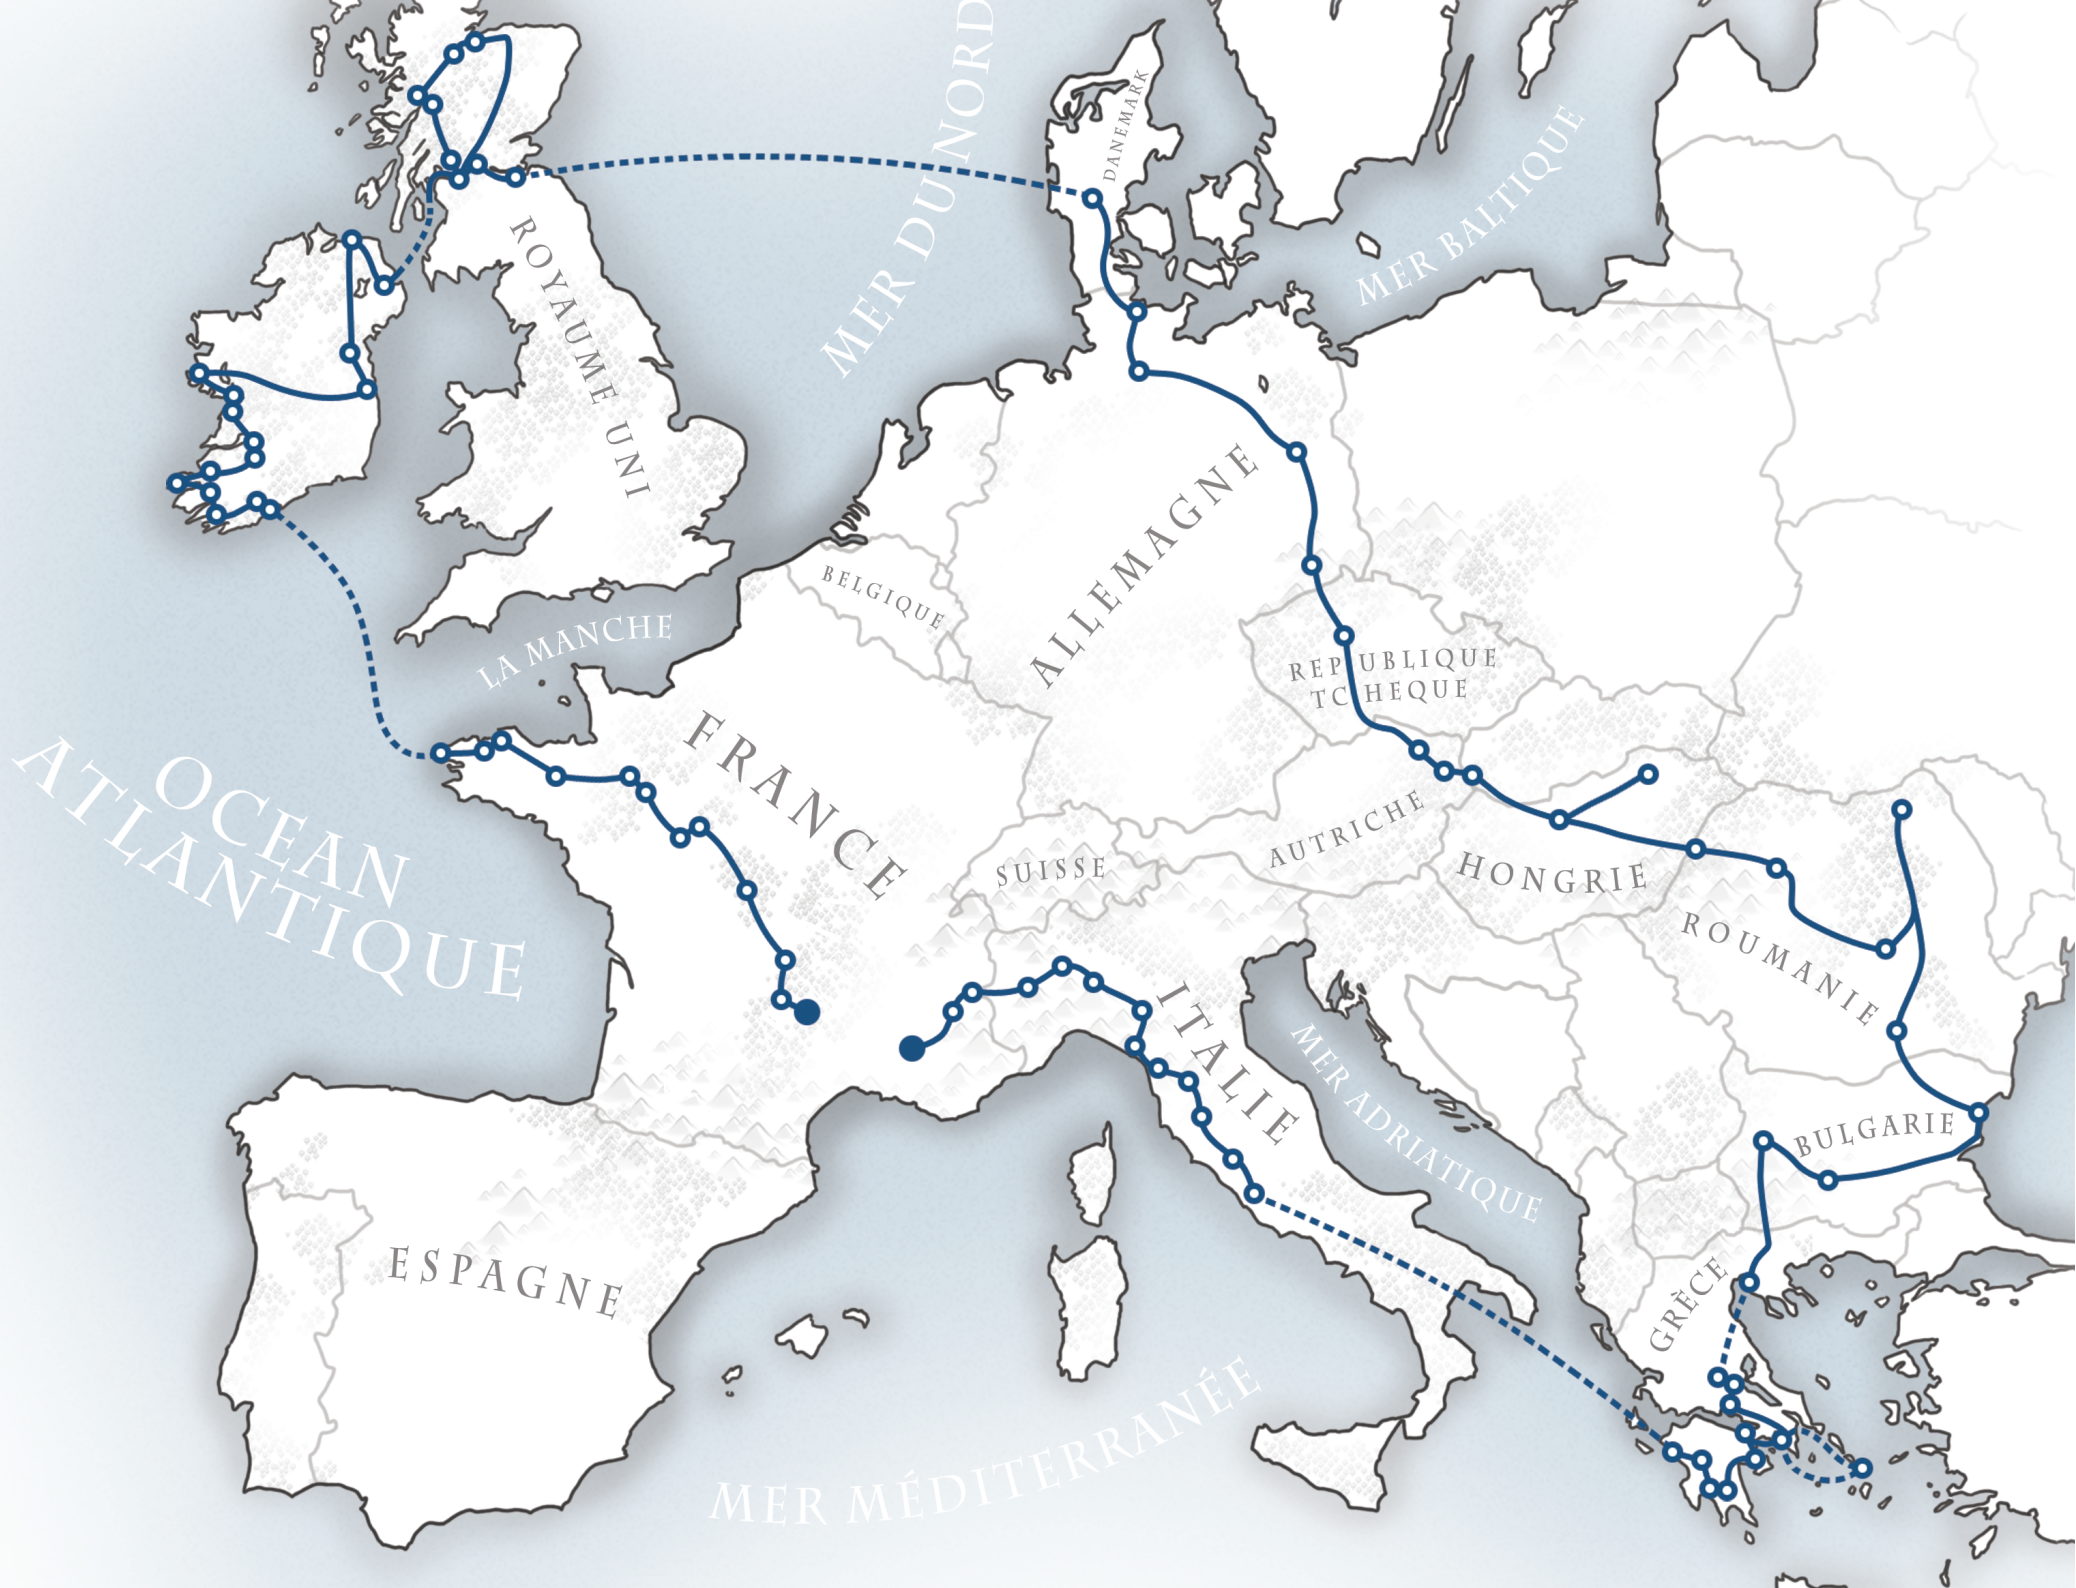 MER DU NORD
DANEMARK
MER BALTIQUE
ROYAUME UNI
BELGIQUE
ALLEMAGNE
LA MANCHE
REPUBLIQUE
TCHEQUE
FRANCE
OCEAN
ATLANTIQUE
SUISSE
AUTRICHE
HONGRIE
ROUMANIE
ITALIE
MER ADRIATIQUE
BULGARIE
ESPAGNE
GRÈCE
MER MÉDITERRANÉE